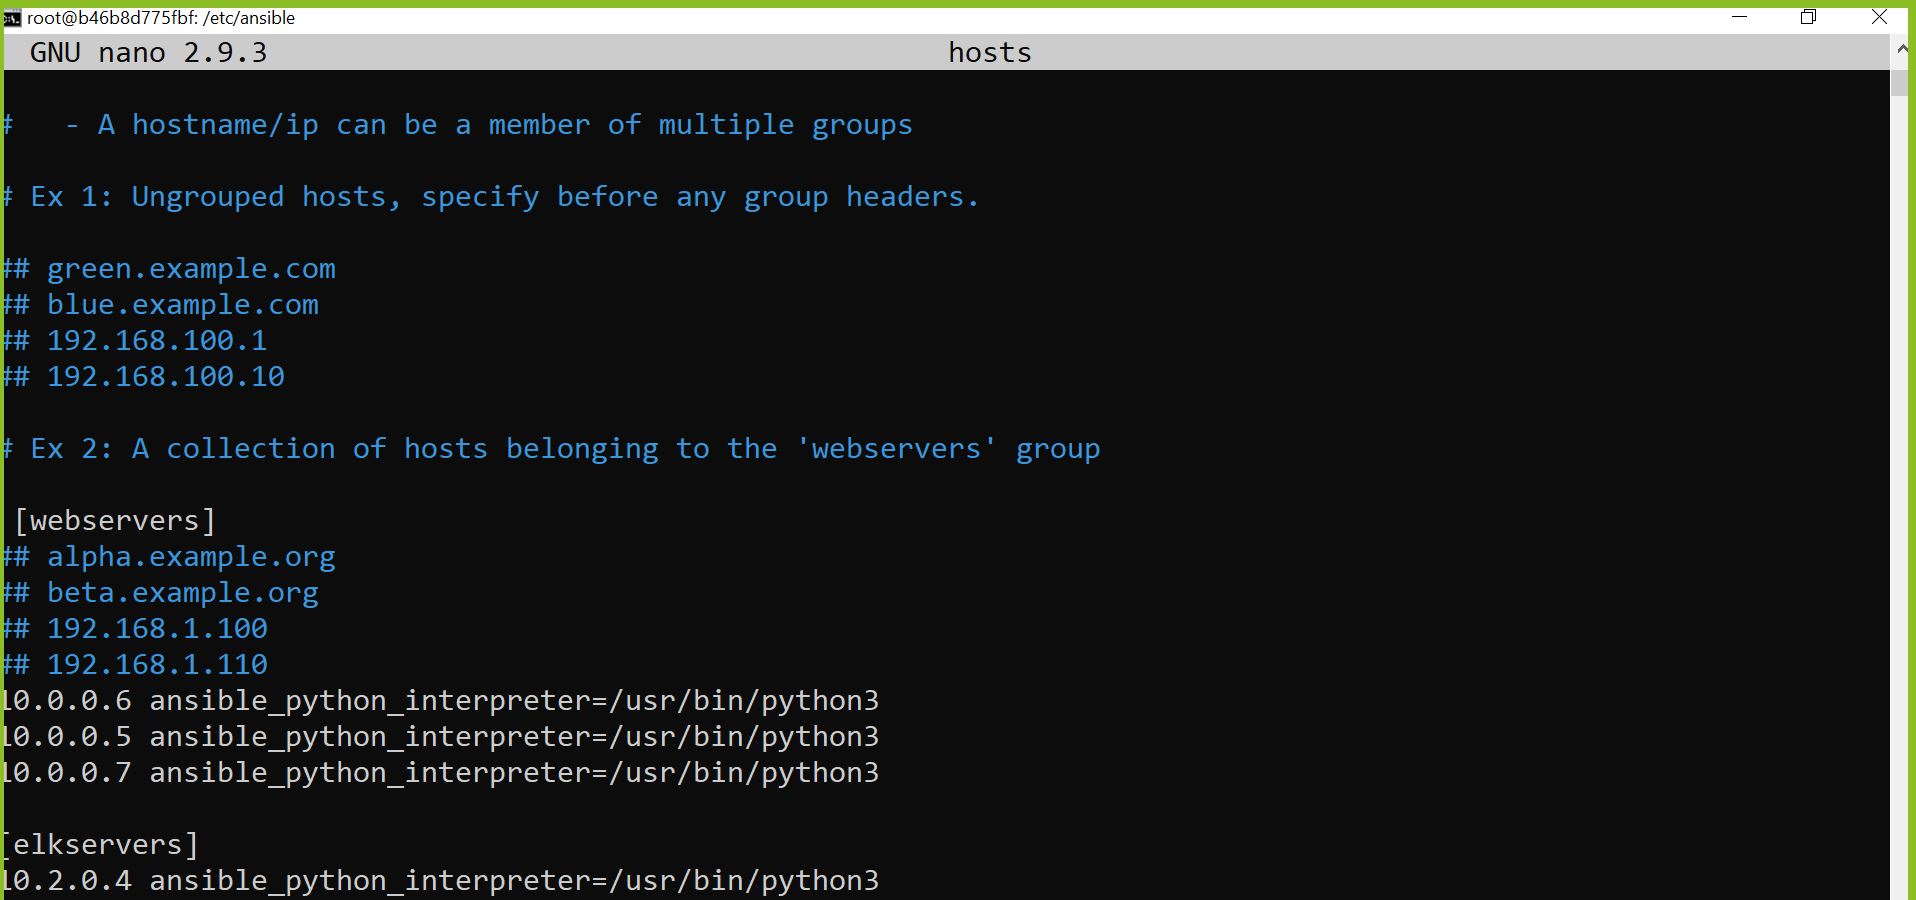 root@b46b8d775fbf: /etc/ansible
GNU nano 2.9.3 hosts
#   - A hostname/ip can be a member of multiple groups
# Ex 1: Ungrouped hosts, specify before any group headers.
## green.example.com
## blue.example.com
## 192.168.100.1
## 192.168.100.10
# Ex 2: A collection of hosts belonging to the 'webservers' group
[webservers]
## alpha.example.org
## beta.example.org
## 192.168.1.100
## 192.168.1.110
10.0.0.6 ansible_python_interpreter=/usr/bin/python3
10.0.0.5 ansible_python_interpreter=/usr/bin/python3
10.0.0.7 ansible_python_interpreter=/usr/bin/python3
[elkservers]
10.2.0.4 ansible_python_interpreter=/usr/bin/python3